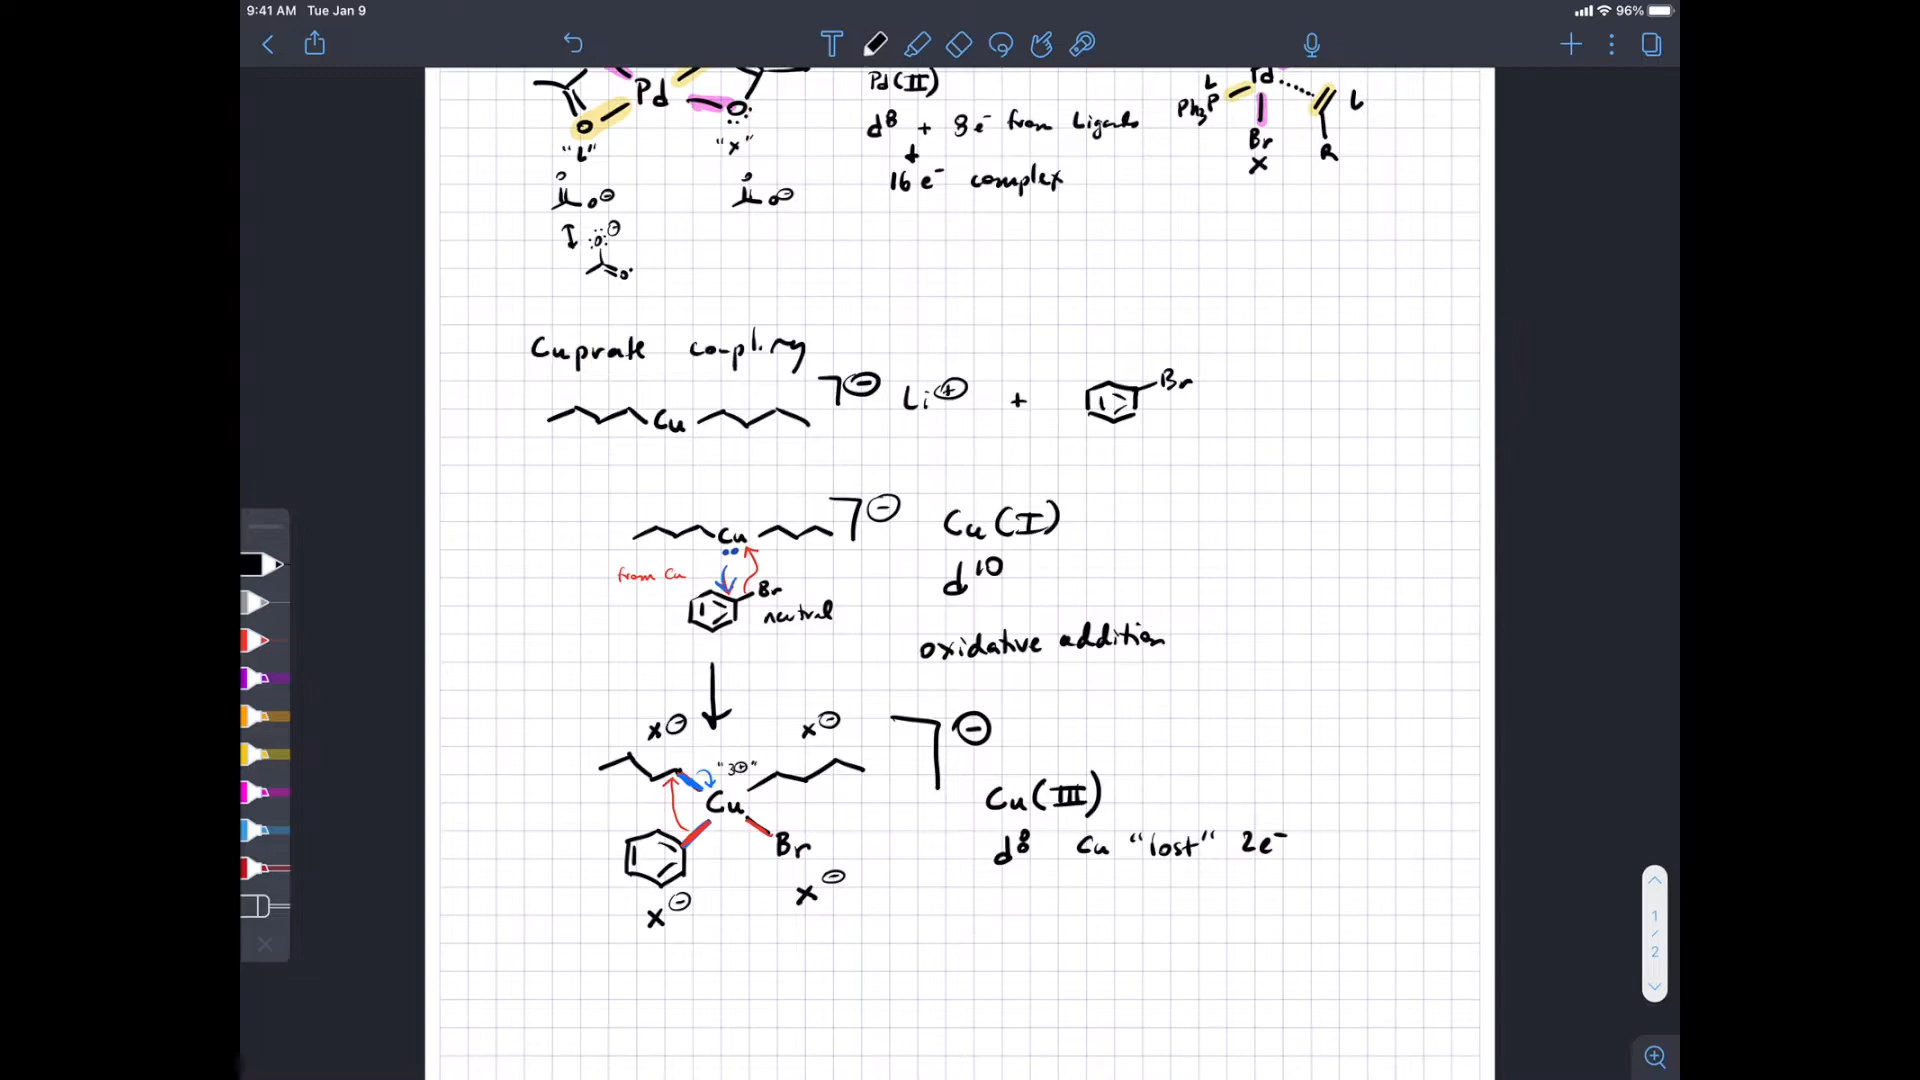 9:41 AM Tue Jan 9
96%
Pd
Pd(II)
Pd
O
O
L
Ph₃P
L
"L"
"X"
d⁸ + 8e⁻ from Ligands
Br
X
R
↓
16 e⁻ complex
O
O⊖
O
O⊖
↕
O⊖
O
Cuprate coupling
Cu ⊖ Li⊕ + Br
Cu ⊖
Cu(I)
from Cu
Br
d¹⁰
neutral
oxidative addition
X⊖ X⊖ ⊖
"3⊕"
Cu
Cu(III)
Br
d⁸ Cu "lost" 2e⁻
X⊖
X⊖
1
/
2